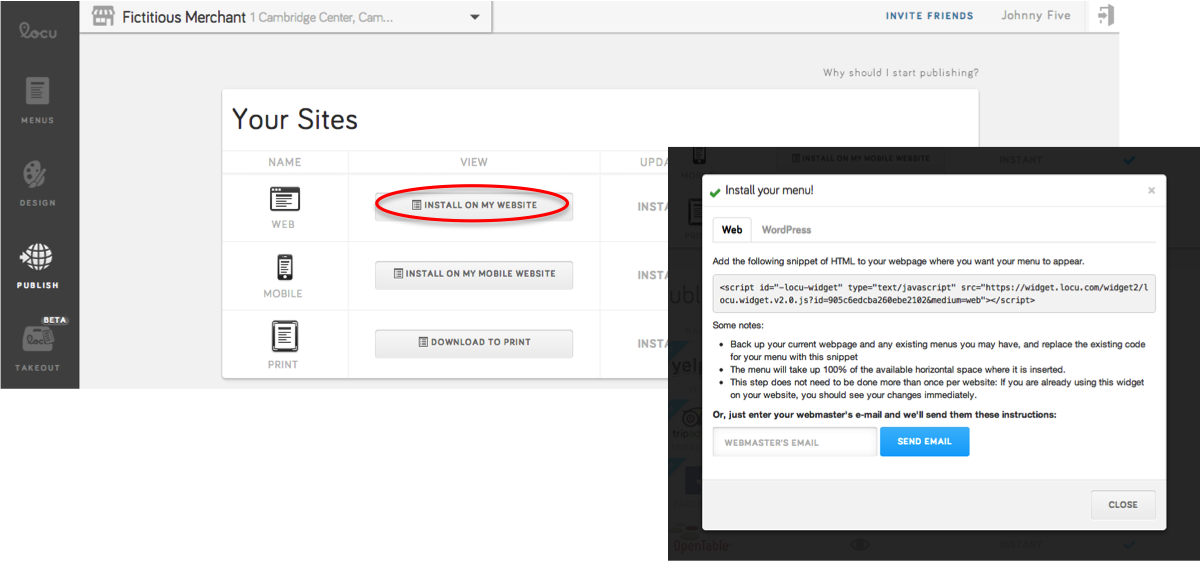 locu
Fictitious Merchant 1 Cambridge Center, Cam...
INVITE FRIENDS
Johnny Five
MENUS
DESIGN
PUBLISH
BETA
locu
TAKEOUT
Why should I start publishing?
Your Sites
NAME
VIEW
UPDA
WEB
INSTALL ON MY WEBSITE
INSTA
MOBILE
INSTALL ON MY MOBILE WEBSITE
INSTA
PRINT
DOWNLOAD TO PRINT
INSTA
INSTALL ON MY MOBILE WEBSITE
INSTANT
Install your menu!
×
Web
WordPress
Add the following snippet of HTML to your webpage where you want your menu to appear.
<script id="-locu-widget" type="text/javascript" src="https://widget.locu.com/widget2/l
ocu.widget.v2.0.js?id=905c6edcba260ebe2102&medium=web"></script>
Some notes:
• Back up your current webpage and any existing menus you may have, and replace the existing code
for your menu with this snippet
• The menu will take up 100% of the available horizontal space where it is inserted.
• This step does not need to be done more than once per website: If you are already using this widget
on your website, you should see your changes immediately.
Or, just enter your webmaster's e-mail and we'll send them these instructions:
WEBMASTER'S EMAIL
SEND EMAIL
CLOSE
ublis
yelp
OpenTable
INSTANT